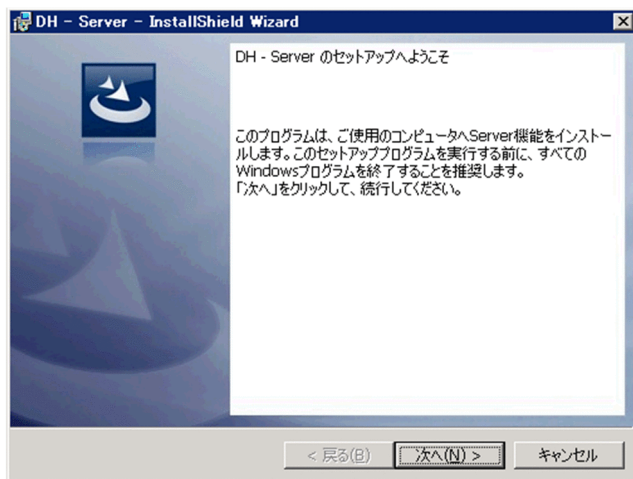 DH - Server - InstallShield Wizard
DH - Server のセットアップへようこそ
このプログラムは、ご使用のコンピュータへServer機能をインストー
ルします。このセットアッププログラムを実行する前に、すべての
Windowsプログラムを終了することを推奨します。
「次へ」をクリックして、続行してください。
< 戻る(B)
次へ(N) >
キャンセル